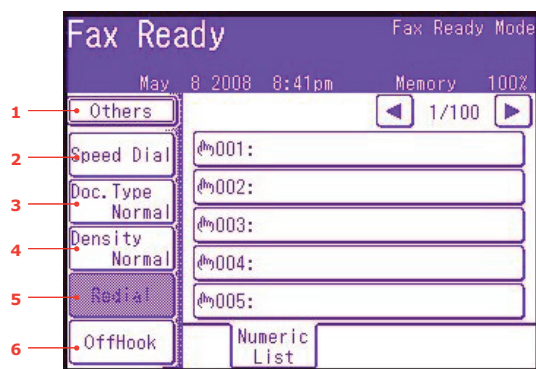 Fax Ready
Fax Ready Mode
May 8 2008 8:41pm Memory 100%
1
Others
1/100
2
Speed Dial
001:
3
Doc.Type
Normal
002:
003:
4
Density
Normal
004:
5
Redial
005:
6
OffHook
Numeric
List